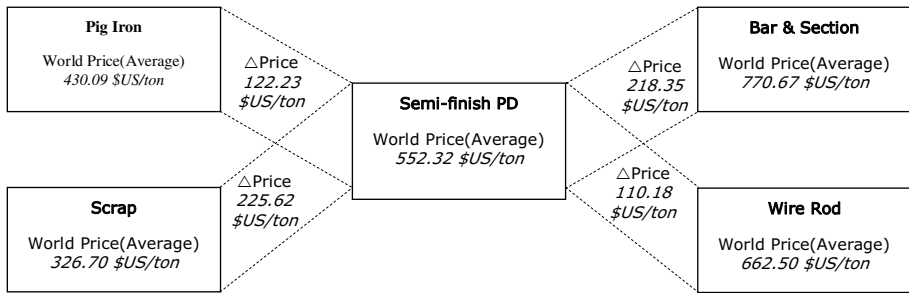 Pig Iron
World Price(Average)
430.09 $US/ton
△Price
122.23
$US/ton
Semi-finish PD
World Price(Average)
552.32 $US/ton
△Price
218.35
$US/ton
Bar & Section
World Price(Average)
770.67 $US/ton
Scrap
World Price(Average)
326.70 $US/ton
△Price
225.62
$US/ton
△Price
110.18
$US/ton
Wire Rod
World Price(Average)
662.50 $US/ton